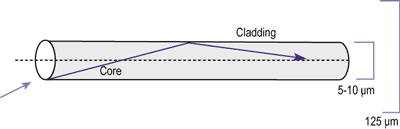 Cladding
Core
5-10 µm
125 µm